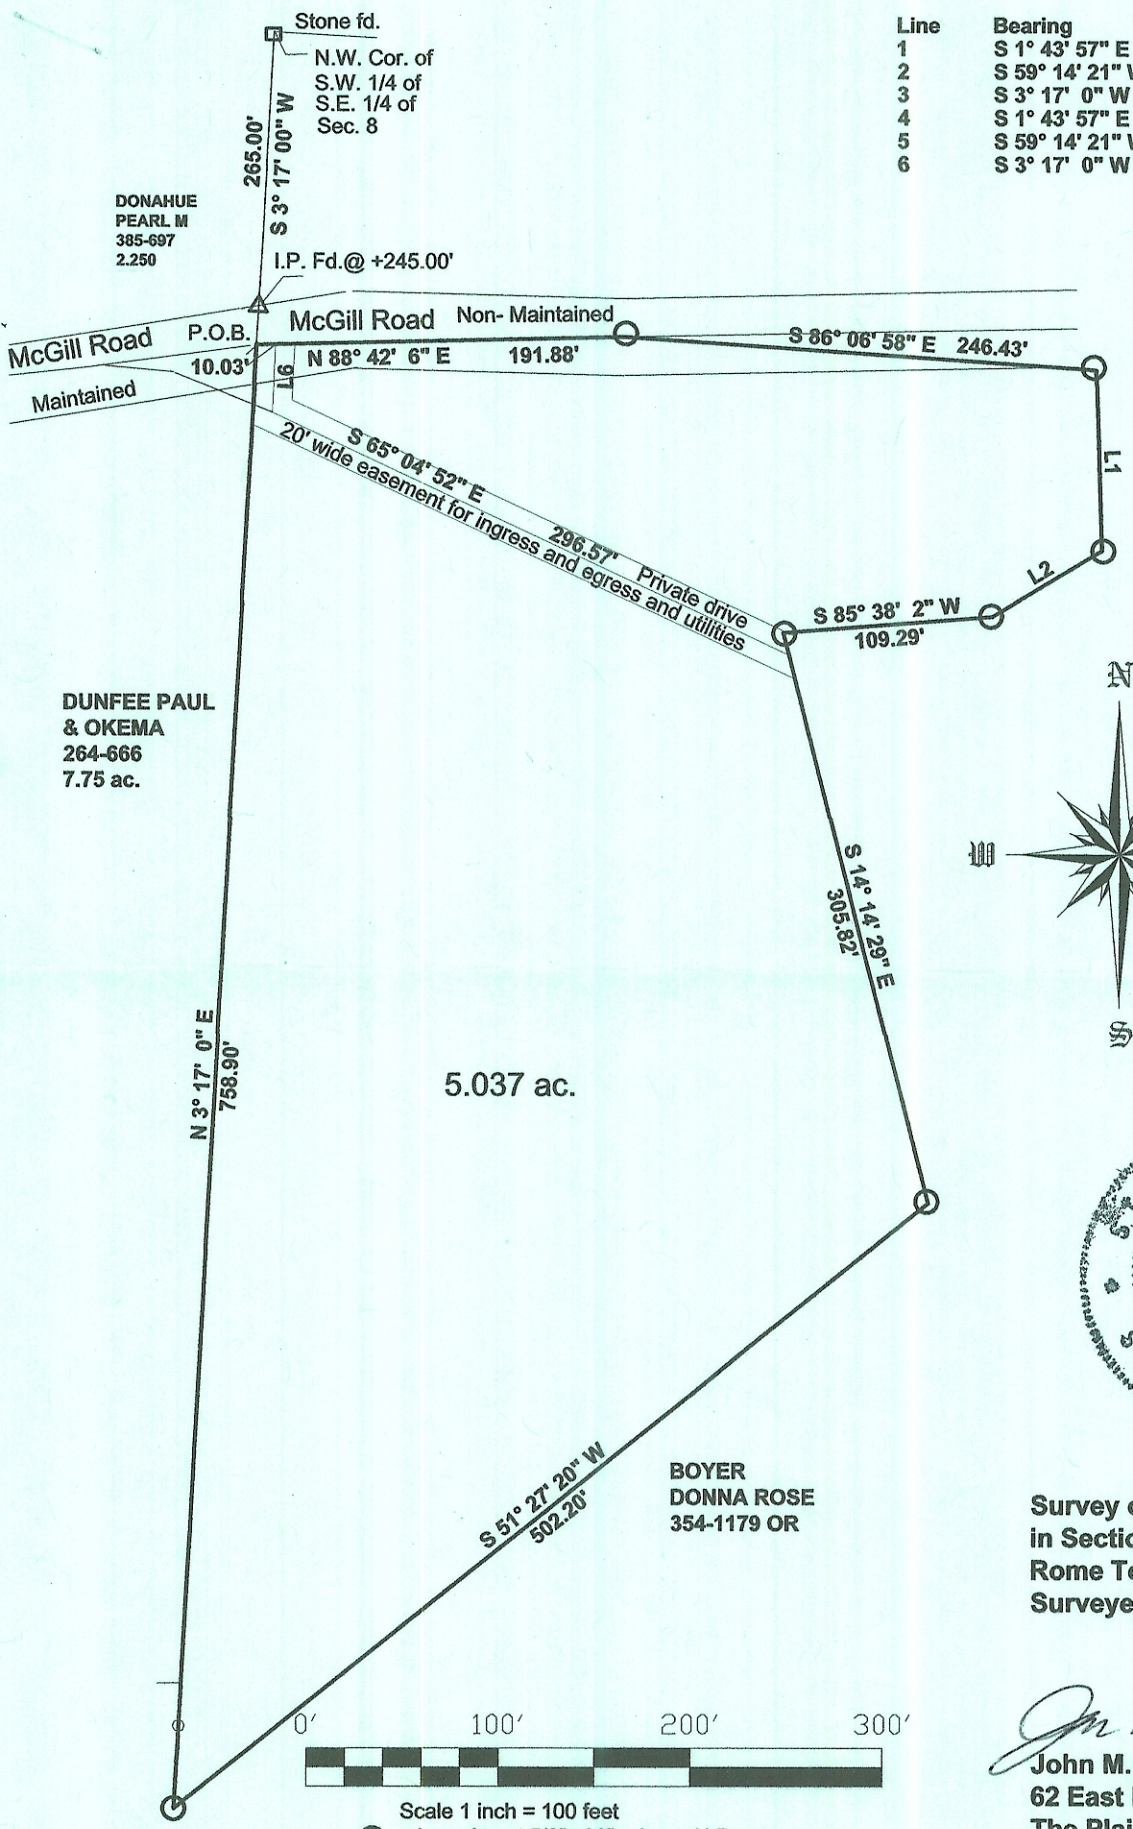 Stone fd.
N.W. Cor. of
S.W. 1/4 of
S.E. 1/4 of
Sec. 8
265.00'
S 3° 17' 00" W
Line Bearing
1 S 1° 43' 57" E
2 S 59° 14' 21" W
3 S 3° 17' 0" W
4 S 1° 43' 57" E
5 S 59° 14' 21" W
6 S 3° 17' 0" W
DONAHUE
PEARL M
385-697
2.250
I.P. Fd.@ +245.00'
McGill Road
Maintained
P.O.B.
10.03'
McGill Road Non- Maintained
N 88° 42' 6" E 191.88'
S 86° 06' 58" E 246.43'
L6
L1
L2
S 65° 04' 52" E 296.57' Private drive
20' wide easement for ingress and egress and utilities
S 85° 38' 2" W
109.29'
DUNFEE PAUL
& OKEMA
264-666
7.75 ac.
N
W
S
S 14° 14' 29" E
305.82'
N 3° 17' 0" E
758.90'
5.037 ac.
S 51° 27' 20" W
502.20'
BOYER
DONNA ROSE
354-1179 OR
Survey
in Sectio
Rome To
Surveye
John M.
62 East
The Plai
0' 100' 200' 300'
Scale 1 inch = 100 feet